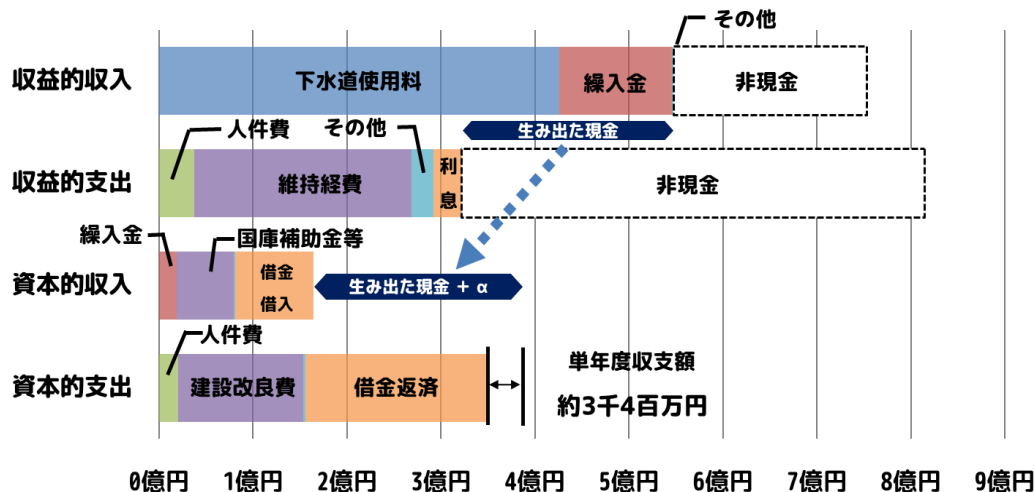 その他
収益的収入
下水道使用料
繰入金
非現金
生み出た現金
人件費
その他
収益的支出
維持経費
利
息
非現金
繰入金
国庫補助金等
資本的収入
借金
借入
生み出た現金 + α
人件費
資本的支出
建設改良費
借金返済
単年度収支額
約3千4百万円
0億円 1億円 2億円 3億円 4億円 5億円 6億円 7億円 8億円 9億円